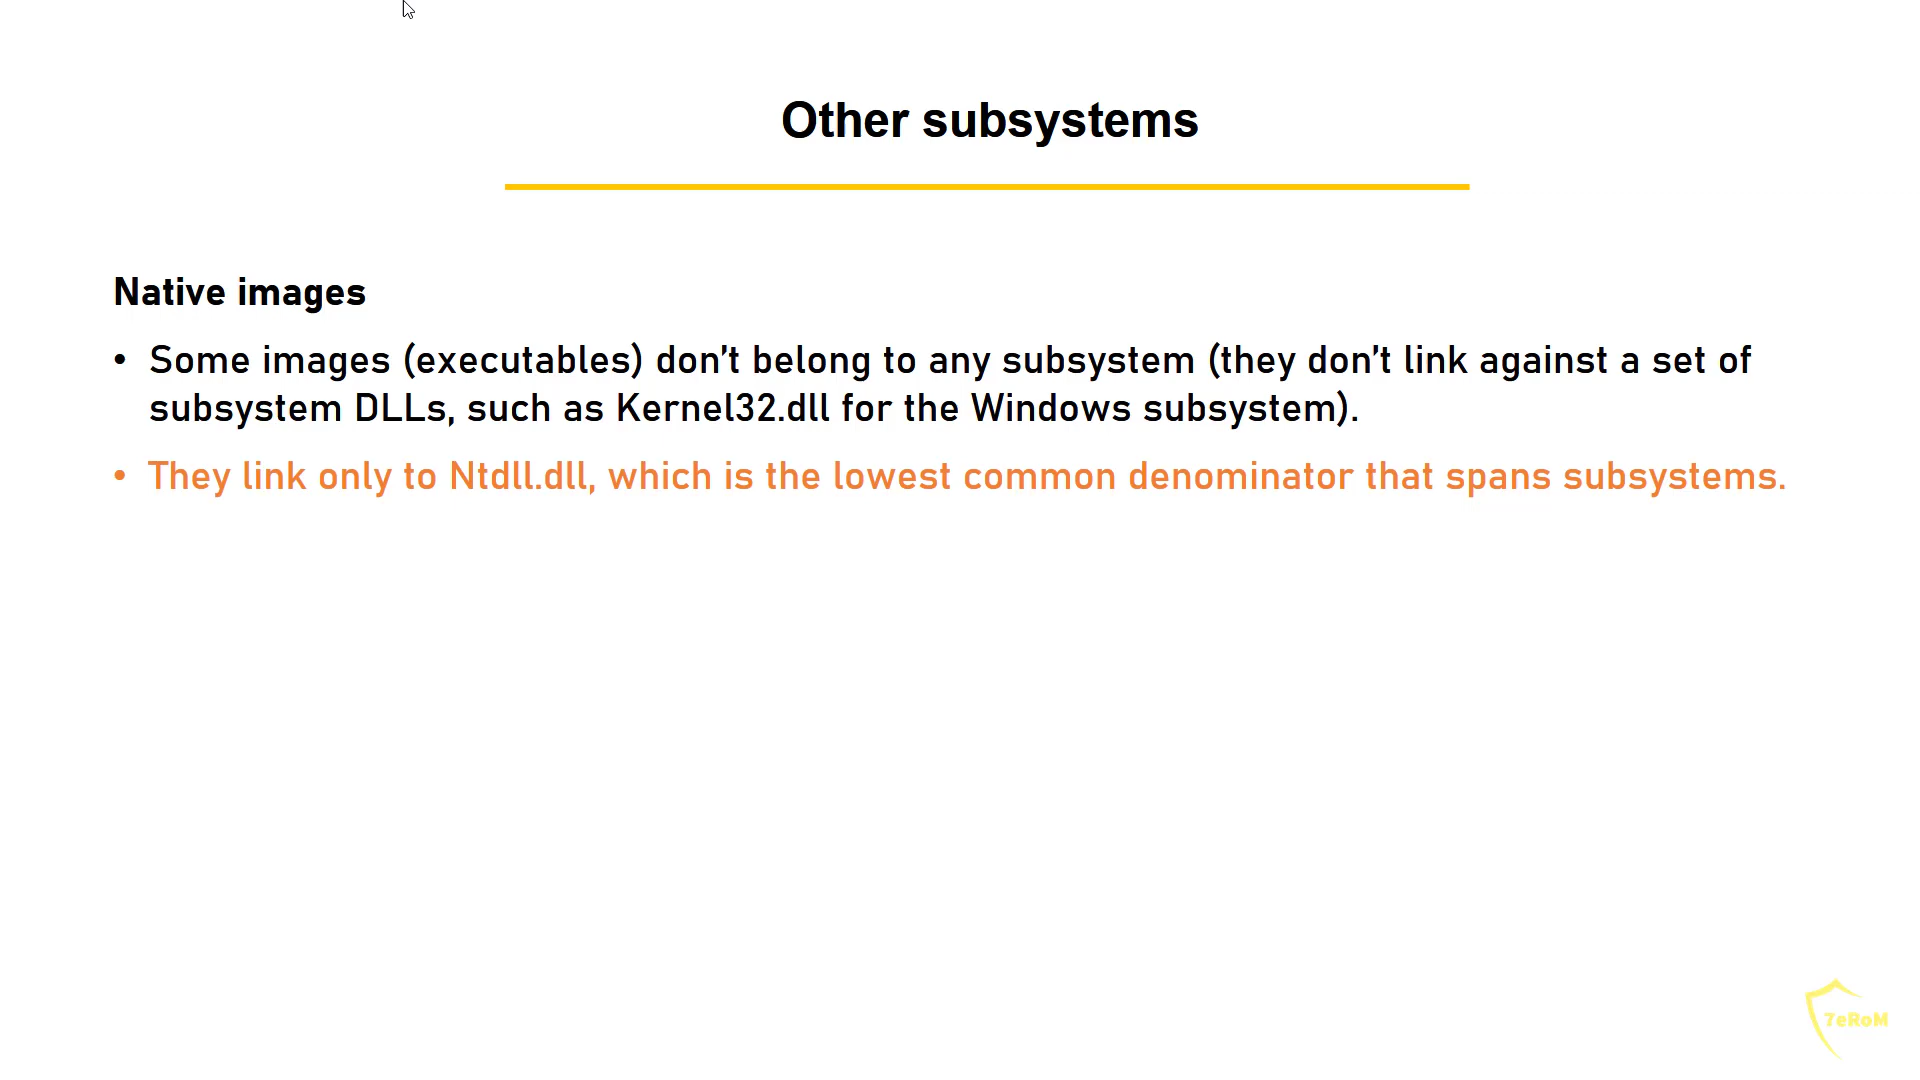 Other subsystems
Native images
• Some images (executables) don't belong to any subsystem (they don't link against a set of
subsystem DLLs, such as Kernel32.dll for the Windows subsystem).
• They link only to Ntdll.dll, which is the lowest common denominator that spans subsystems.
7eRoM